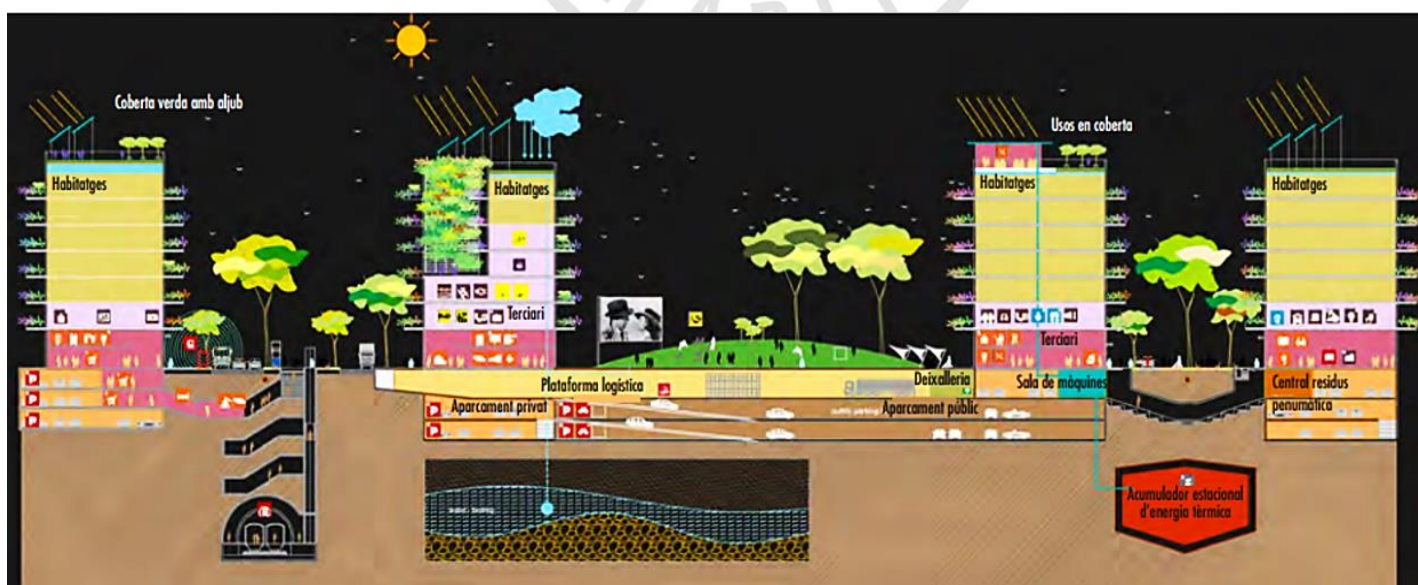 Coberta verda amb aljub
Usos en coberta
Habitatges
Habitatges
Habitatges
Habitatges
Terciari
Terciari
Plataforma logística
Deixalleria
Sala de màquines
Central residus
penumàtica
Aparcament privat
Aparcament públic
P
P
P
P
P
P
P
Acumulador estacional
d'energia tèrmica